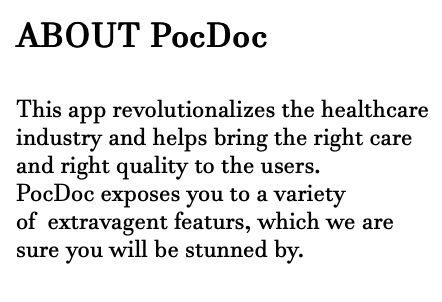 ABOUT PocDoc
This app revolutionalizes the healthcare
industry and helps bring the right care
and right quality to the users.
PocDoc exposes you to a variety
of  extravagent featurs, which we are
sure you will be stunned by.